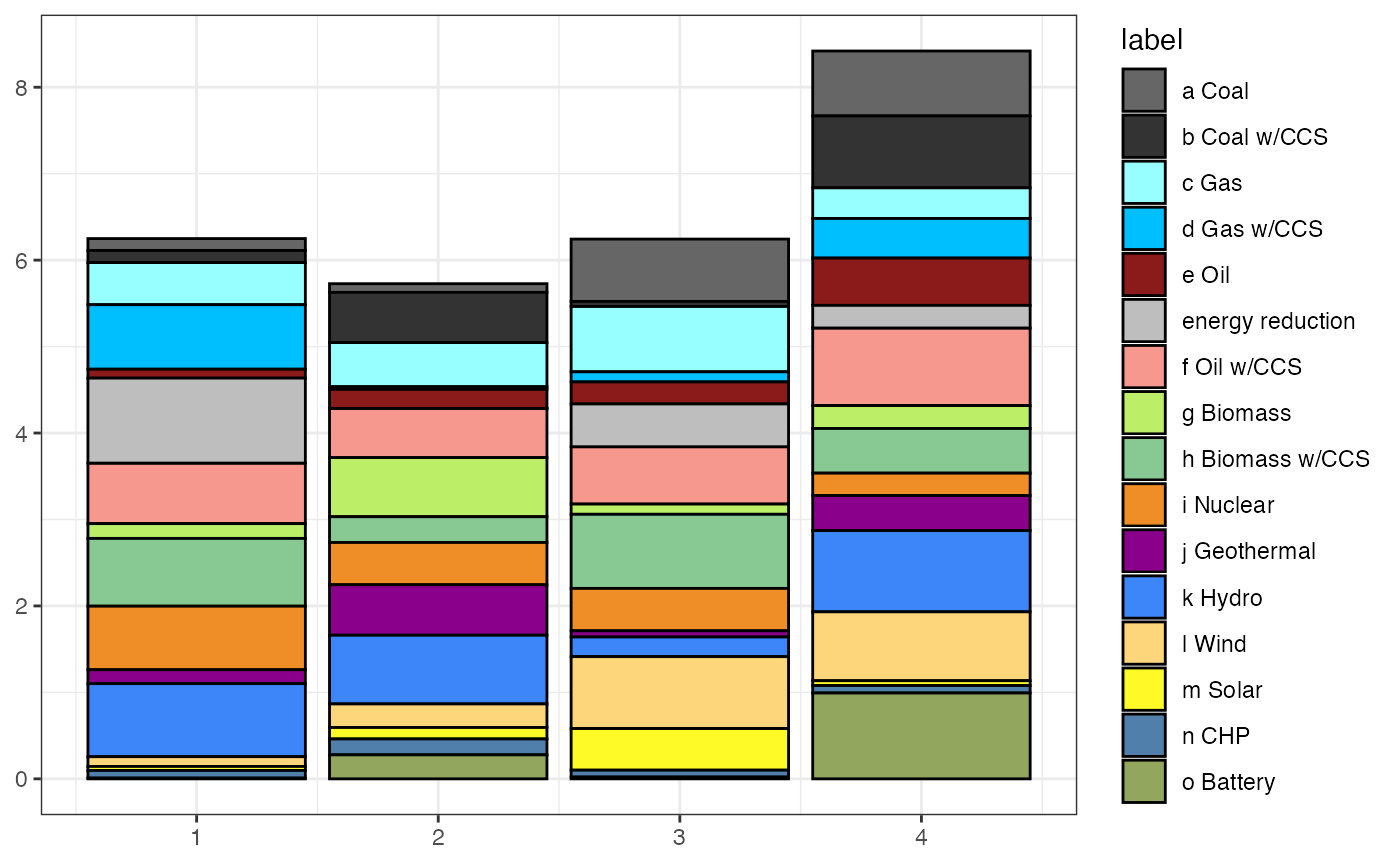 8
6
4
2
0
1
2
3
4
label
a Coal
b Coal w/CCS
c Gas
d Gas w/CCS
e Oil
energy reduction
f Oil w/CCS
g Biomass
h Biomass w/CCS
i Nuclear
j Geothermal
k Hydro
l Wind
m Solar
n CHP
o Battery